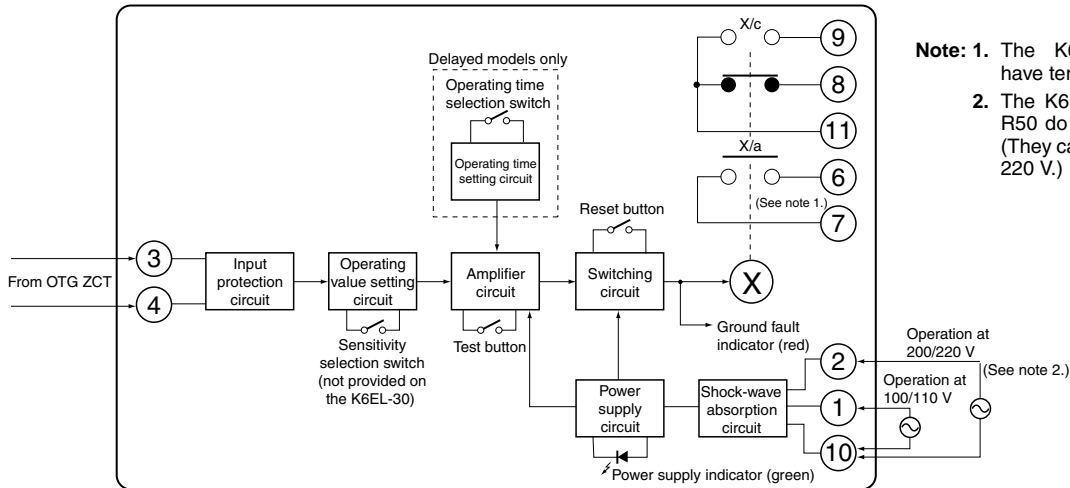 Delayed models only
Operating time
selection switch
Operating time
setting circuit
X/c
9
8
11
X/a
6
(See note 1.)
7
Note: 1. The
have
2. The
R50 do
(They
220 V.)
Reset button
From OTG ZCT
3
4
Input
protection
circuit
Operating
value setting
circuit
Amplifier
circuit
Switching
circuit
X
Sensitivity
selection switch
(not provided on
the K6EL-30)
Test button
Ground fault
indicator (red)
Power
supply
circuit
Shock-wave
absorption
circuit
2
1
10
Operation at
200/220 V
(See note 2.)
Operation at
100/110 V
Power supply indicator (green)